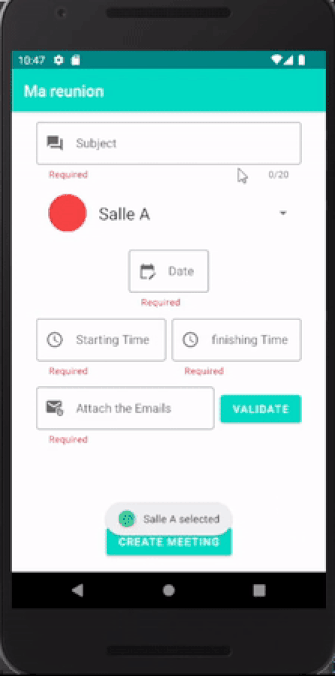 10:47
Ma reunion
Subject
Required 0/20
Salle A
Date
Required
Starting Time finishing Time
Required Required
Attach the Emails VALIDATE
Required
Salle A selected
CREATE MEETING